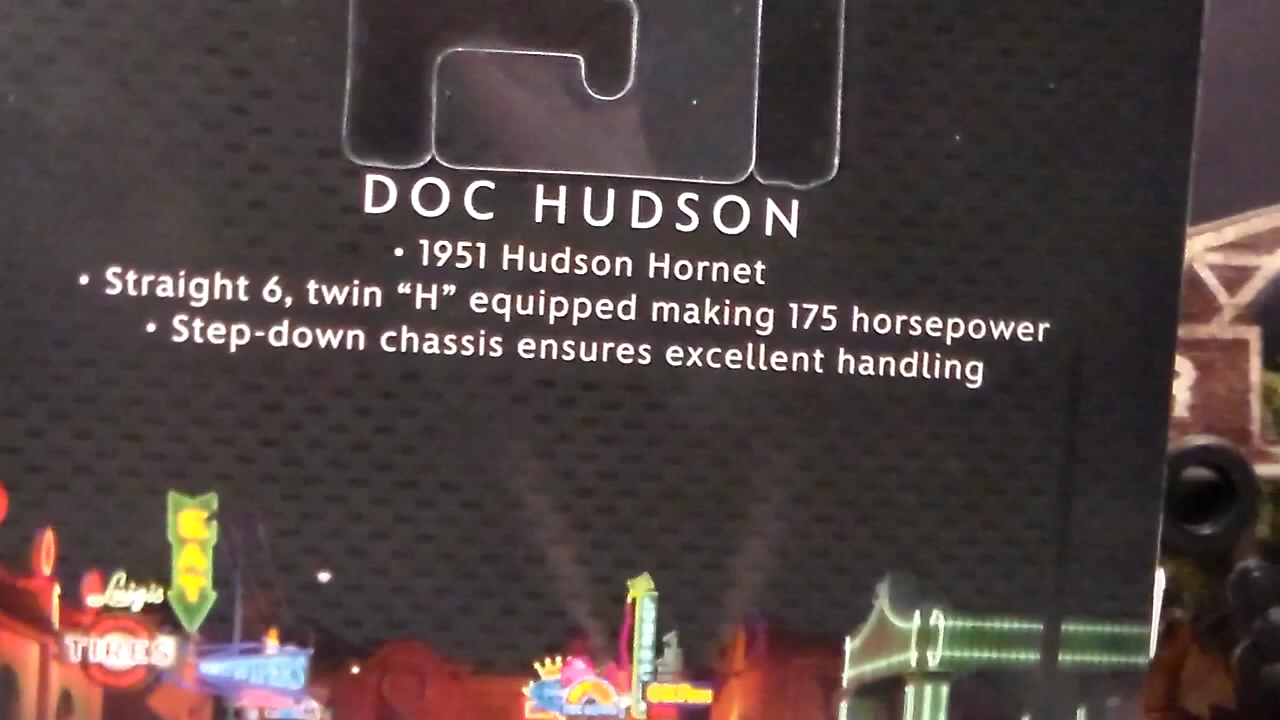 DOC HUDSON
• 1951 Hudson Hornet
• Straight 6, twin “H” equipped making 175 horsepower
• Step-down chassis ensures excellent handling
EAT
Luigi's
TIRES